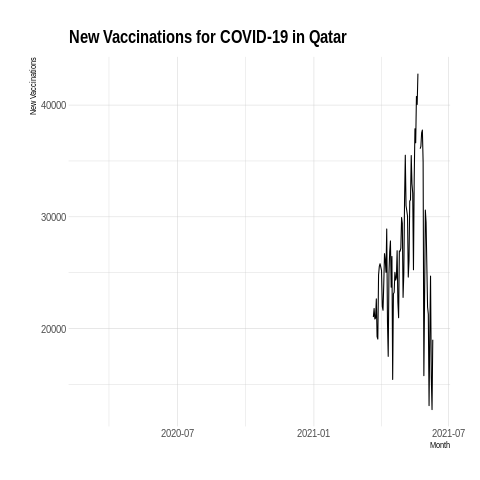 New Vaccinations for COVID-19 in Qatar
New Vaccinations
40000
30000
20000
2020-07
2021-01
2021-07
Month